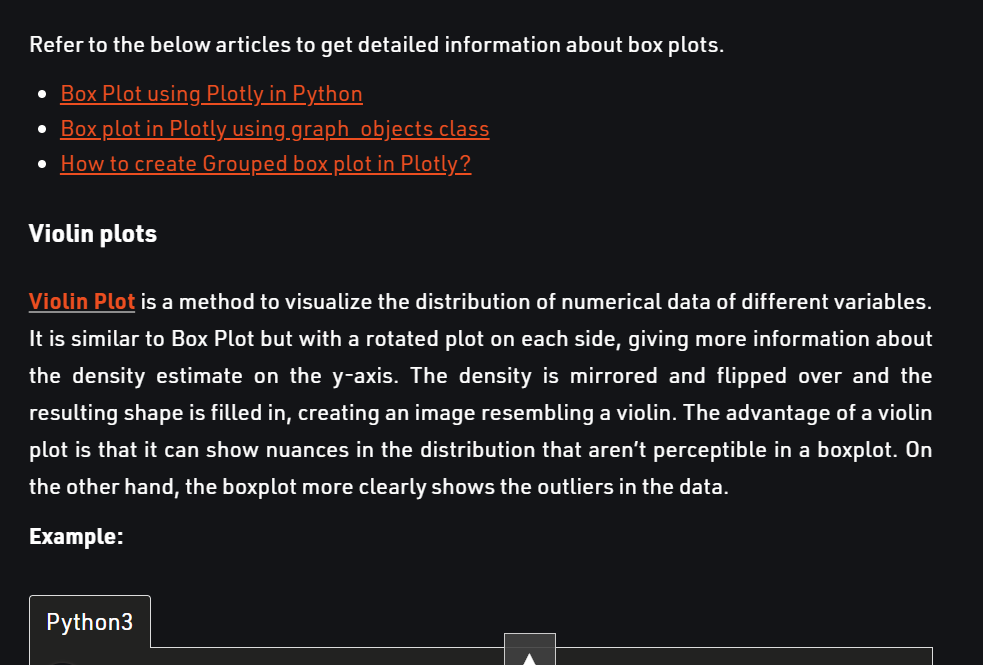 Refer to the below articles to get detailed information about box plots.
Box Plot using Plotly in Python
Box plot in Plotly using graph_objects class
How to create Grouped box plot in Plotly?
Violin plots
Violin Plot is a method to visualize the distribution of numerical data of different variables.
It is similar to Box Plot but with a rotated plot on each side, giving more information about
the density estimate on the y-axis. The density is mirrored and flipped over and the
resulting shape is filled in, creating an image resembling a violin. The advantage of a violin
plot is that it can show nuances in the distribution that aren’t perceptible in a boxplot. On
the other hand, the boxplot more clearly shows the outliers in the data.
Example:
Python3